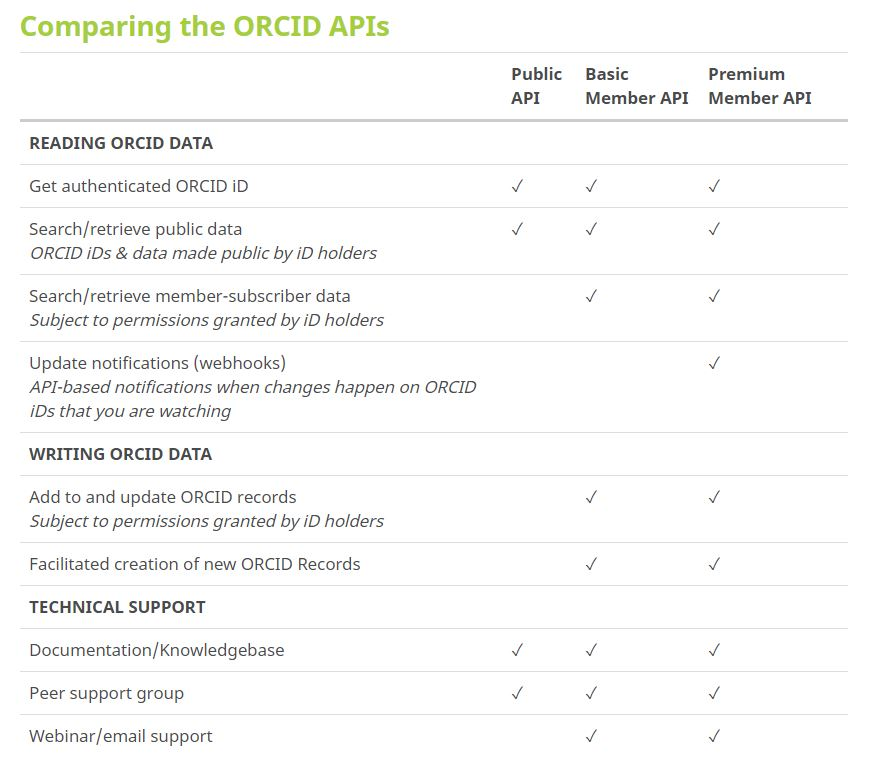 Comparing the ORCID APIs
Public Basic Premium
API Member API Member API
READING ORCID DATA
Get authenticated ORCID iD ✓ ✓ ✓
Search/retrieve public data ✓ ✓ ✓
ORCID iDs & data made public by iD holders
Search/retrieve member-subscriber data ✓ ✓
Subject to permissions granted by iD holders
Update notifications (webhooks) ✓
API-based notifications when changes happen on ORCID
iDs that you are watching
WRITING ORCID DATA
Add to and update ORCID records ✓ ✓
Subject to permissions granted by iD holders
Facilitated creation of new ORCID Records ✓ ✓
TECHNICAL SUPPORT
Documentation/Knowledgebase ✓ ✓ ✓
Peer support group ✓ ✓ ✓
Webinar/email support ✓ ✓